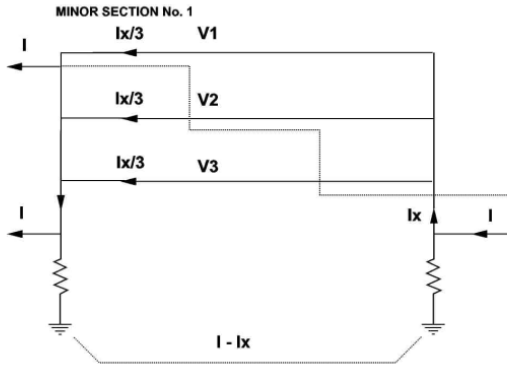 MINOR SECTION No. 1
I
Ix/3 V1
Ix/3 V2
Ix/3 V3
I
Ix
I
I - Ix